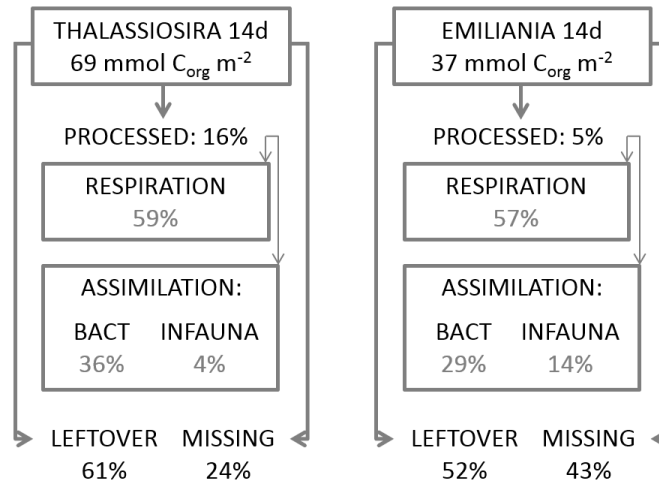 THALASSIOSIRA 14d
69 mmol Corg m-2
PROCESSED: 16%
RESPIRATION
59%
ASSIMILATION:
BACT INFAUNA
36% 4%
LEFTOVER MISSING
61% 24%
EMILIANIA 14d
37 mmol Corg m-2
PROCESSED: 5%
RESPIRATION
57%
ASSIMILATION:
BACT INFAUNA
29% 14%
LEFTOVER MISSING
52% 43%